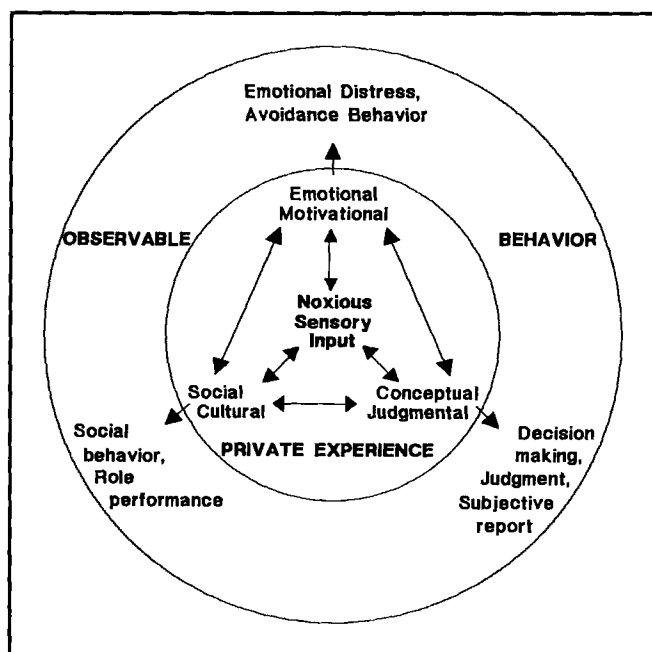 Emotional Distress,
Avoidance Behavior
Emotional
Motivational
OBSERVABLE
BEHAVIOR
Noxious
Sensory
Input
Social
Cultural
Conceptual
Judgmental
PRIVATE EXPERIENCE
Social
behavior,
Role
performance
Decision
making,
Judgment,
Subjective
report